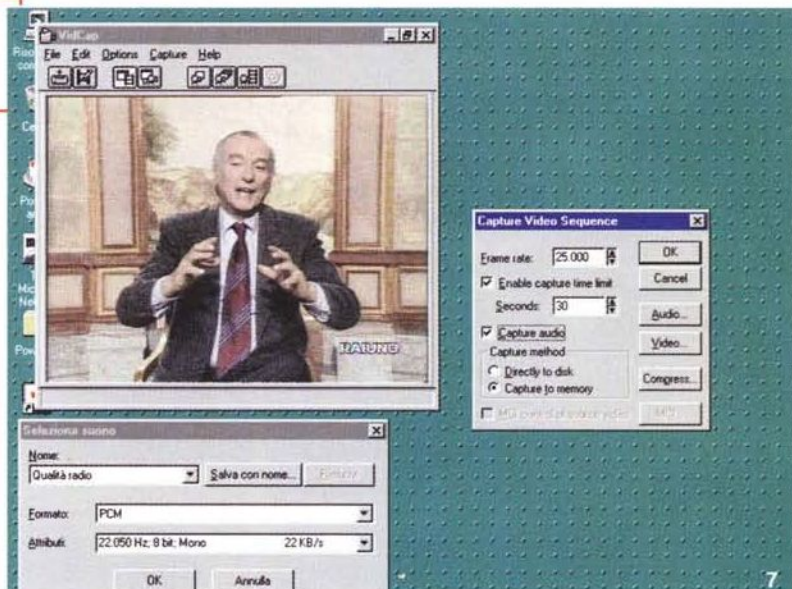 VidCap
File Edit Options Capture Help
RAIUNO
Capture Video Sequence
Frame rate: 25.000
OK
Enable capture time limit
Cancel
Seconds: 30
Audio...
Capture audio
Video...
Capture method
Directly to disk
Compress...
Capture to memory
Seleziona suono
Nome:
Qualità radio
Salva con nome...
Formato: PCM
Attributi: 22.050 Hz; 8 bit; Mono 22 KB/s
OK
Annulla
7